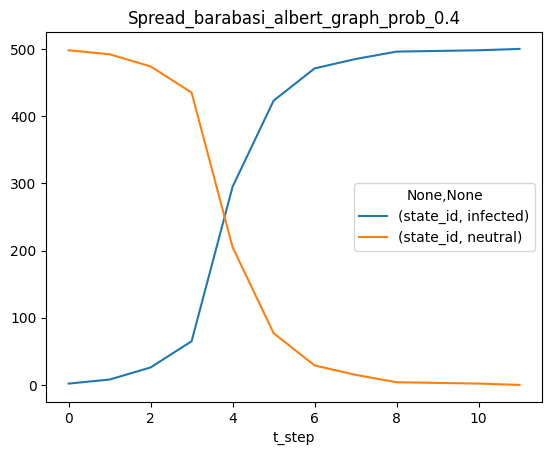 Spread_barabasi_albert_graph_prob_0.4
500
400
300
200
100
0
None,None
(state_id, infected)
(state_id, neutral)
0 2 4 6 8 10
t_step